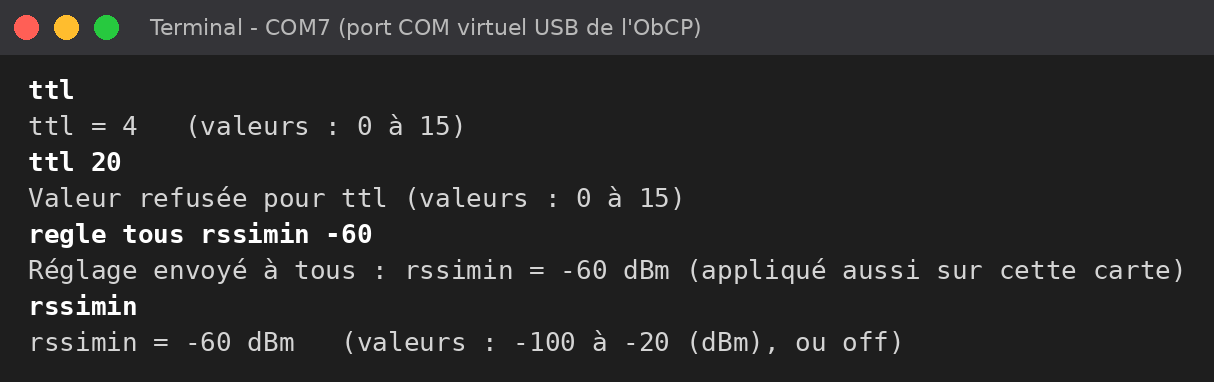 Terminal - COM7 (port COM virtuel USB de l'ObCP)
ttl
ttl = 4   (valeurs : 0 à 15)
ttl 20
Valeur refusée pour ttl (valeurs : 0 à 15)
regle tous rssimin -60
Réglage envoyé à tous : rssimin = -60 dBm (appliqué aussi sur cette carte)
rssimin
rssimin = -60 dBm   (valeurs : -100 à -20 (dBm), ou off)